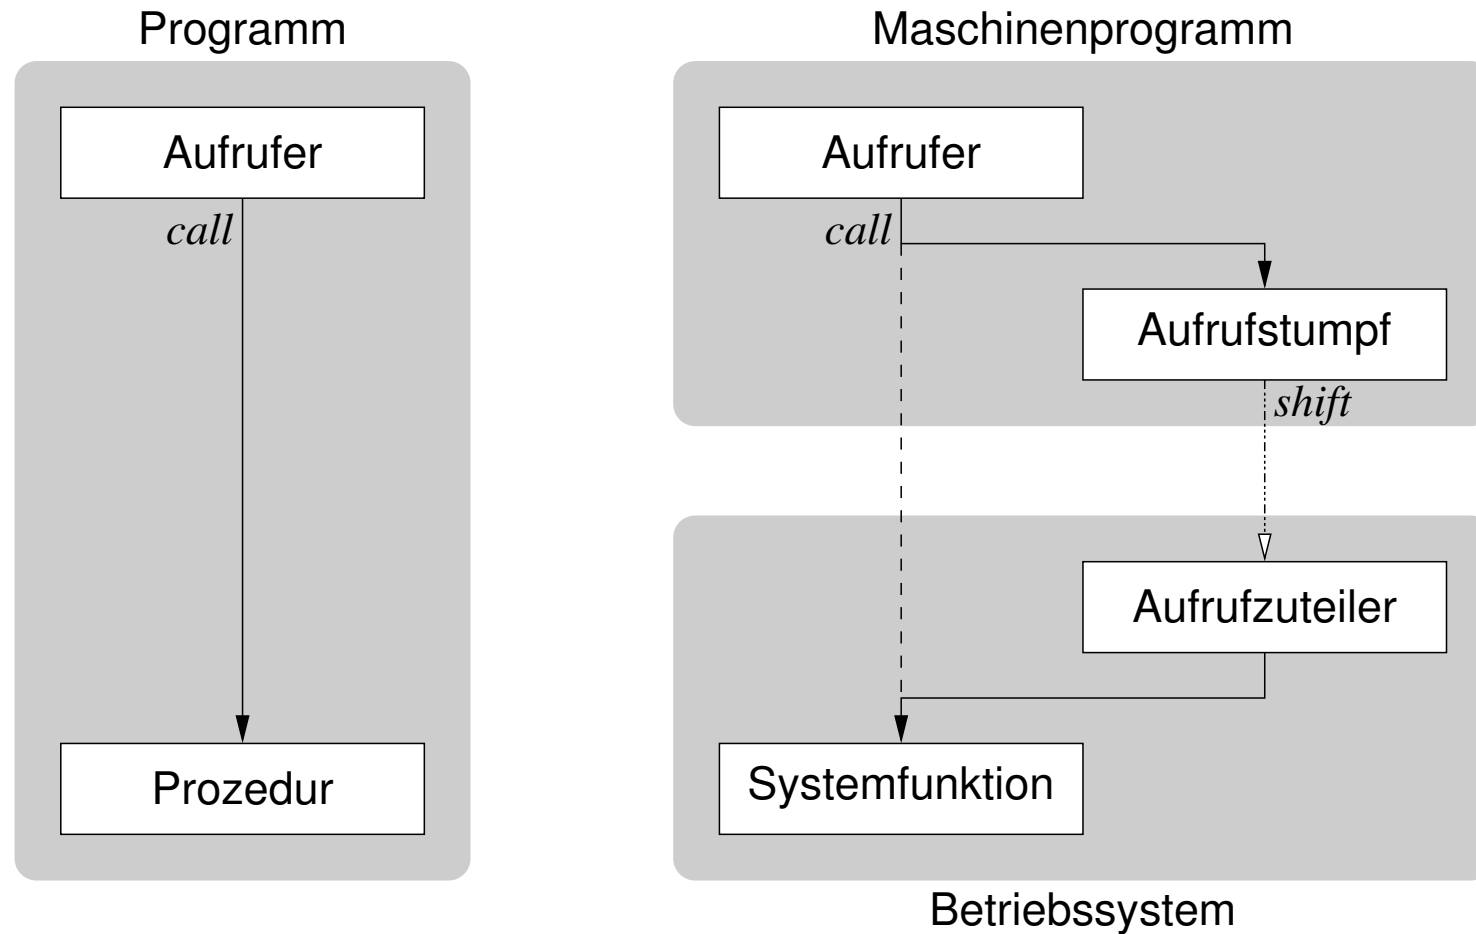 Programm
Aufrufer
call
Prozedur
Maschinenprogramm
Aufrufer
call
Aufrufstumpf
shift
Aufrufzuteiler
Systemfunktion
Betriebssystem